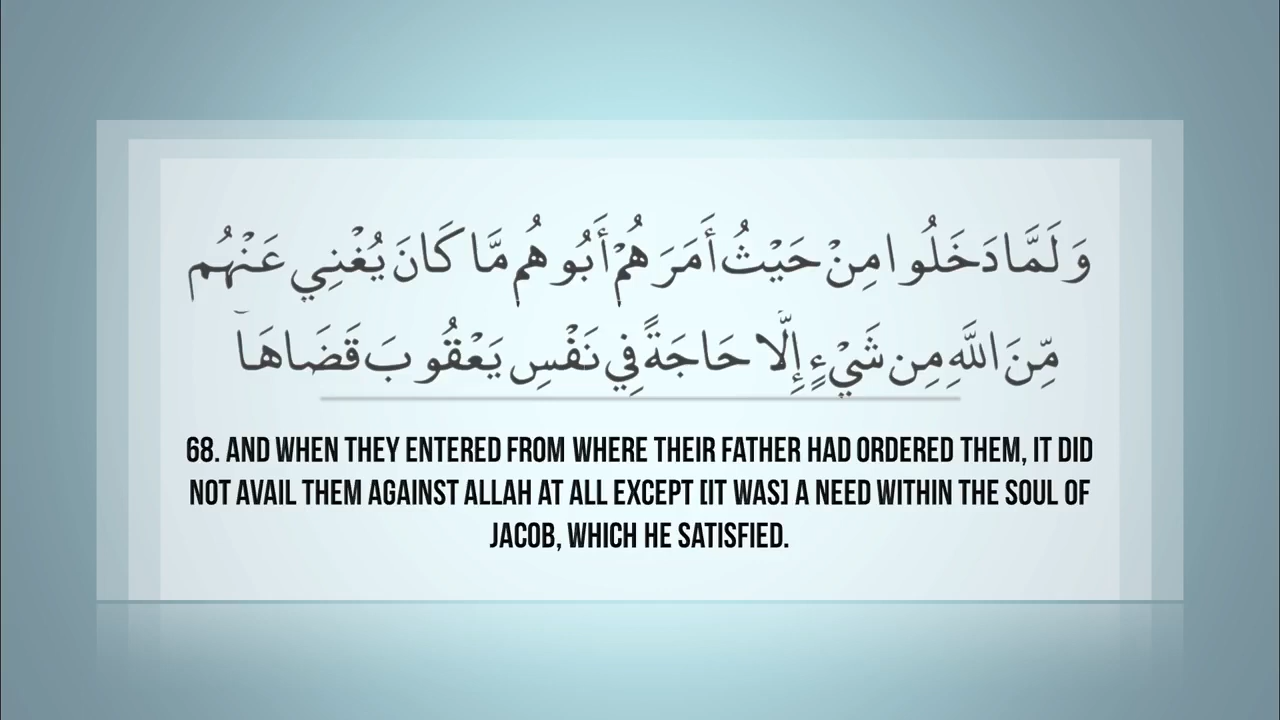 وَلَمَّا دَخَلُوا مِنْ حَيْثُ أَمَرَهُمْ أَبُوهُم مَّا كَانَ يُغْنِي عَنْهُم
مِّنَ اللَّهِ مِن شَيْءٍ إِلَّا حَاجَةً فِي نَفْسِ يَعْقُوبَ قَضَاهَا
68. AND WHEN THEY ENTERED FROM WHERE THEIR FATHER HAD ORDERED THEM, IT DID
NOT AVAIL THEM AGAINST ALLAH AT ALL EXCEPT [IT WAS] A NEED WITHIN THE SOUL OF
JACOB, WHICH HE SATISFIED.